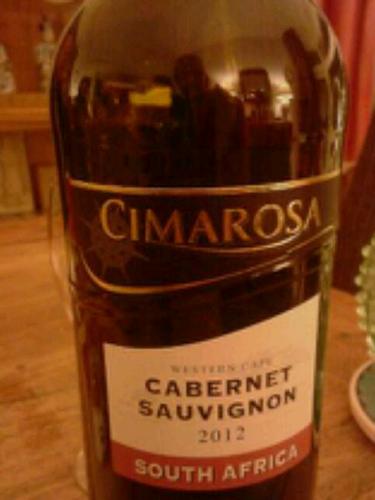 CIMAROSA
WESTERN CAPE
CABERNET
SAUVIGNON
2012
SOUTH AFRICA